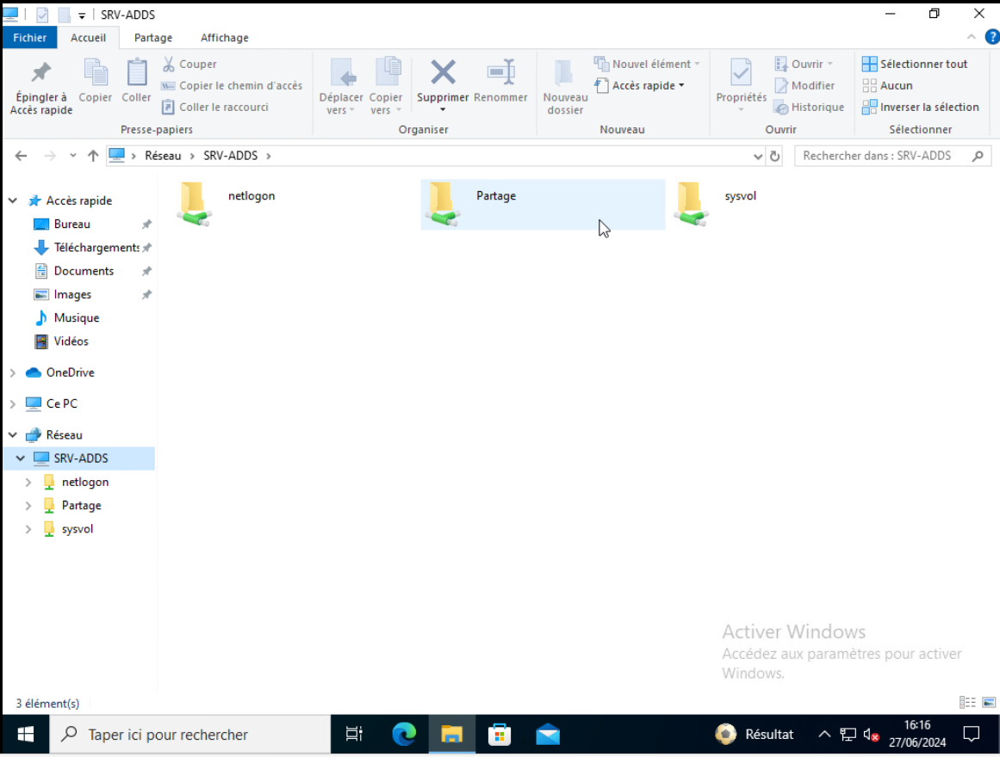 SRV-ADDS
Fichier Accueil Partage Affichage
Épingler à Accès rapide
Copier
Coller
Couper
Copier le chemin d'accès
Coller le raccourci
Presse-papiers
Déplacer vers
Copier vers
Supprimer
Renommer
Organiser
Nouveau dossier
Nouvel élément
Accès rapide
Nouveau
Propriétés
Ouvrir
Modifier
Historique
Ouvrir
Sélectionner tout
Aucun
Inverser la sélection
Sélectionner
Réseau SRV-ADDS
Rechercher dans : SRV-ADDS
Accès rapide
Bureau
Téléchargements
Documents
Images
Musique
Vidéos
OneDrive
Ce PC
Réseau
SRV-ADDS
netlogon
Partage
sysvol
netlogon
Partage
sysvol
Activer Windows
Accédez aux paramètres pour activer
Windows.
3 élément(s)
Taper ici pour rechercher
Résultat
16:16
27/06/2024